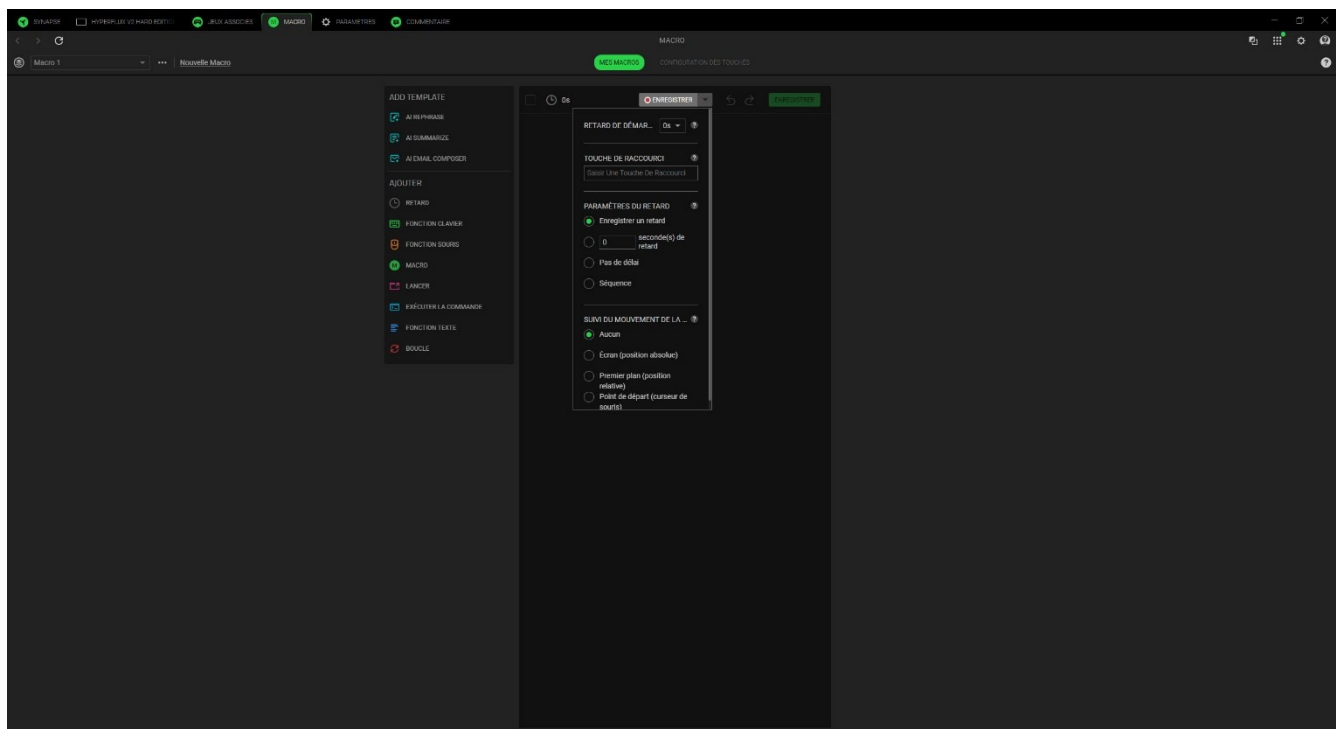 SYNAPSE HYPERFLUX V2 HARD EDITI JEUX ASSOCIÉS MACRO PARAMÈTRES COMMENTAIRE
MACRO
Macro 1 Nouvelle Macro MES MACROS CONFIGURATION DES TOUCHES
ADD TEMPLATE
AI REPHRASE
AI SUMMARIZE
AI EMAIL COMPOSER
AJOUTER
RETARD
FONCTION CLAVIER
FONCTION SOURIS
MACRO
LANCER
EXÉCUTER LA COMMANDE
FONCTION TEXTE
BOUCLE
0s ENREGISTRER ENREGISTRER
RETARD DE DÉMAR... 0s
TOUCHE DE RACCOURCI
Saisir Une Touche De Raccourci
PARAMÈTRES DU RETARD
Enregistrer un retard
0 seconde(s) de
retard
Pas de délai
Séquence
SUIVI DU MOUVEMENT DE LA ...
Aucun
Écran (position absolue)
Premier plan (position
relative)
Point de départ (curseur de
souris)